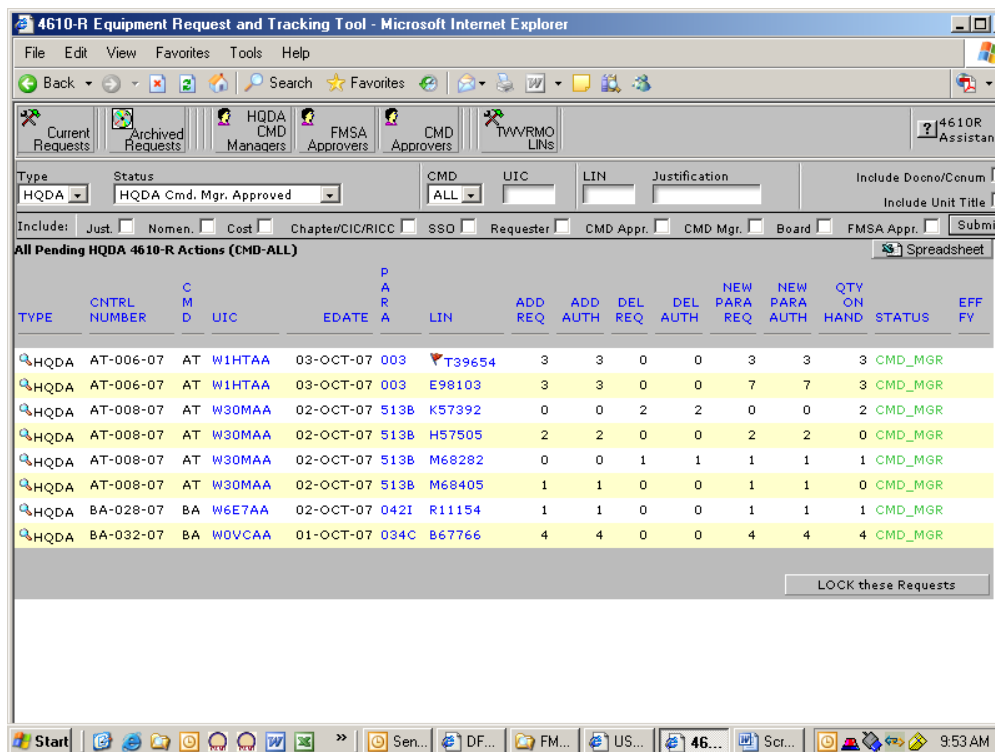 4610-R Equipment Request and Tracking Tool - Microsoft Internet Explorer
File Edit View Favorites Tools Help
Back Search Favorites
Current Requests Archived Requests HQDA CMD Managers FMSA Approvers CMD Approvers TWVRMO LINs ? 4610R Assistan
Type Status CMD UIC LIN Justification Include Docno/Ccnum
HQDA HQDA Cmd. Mgr. Approved ALL Include Unit Title
Include: Just. Nomen. Cost Chapter/CIC/RICC SSO Requester CMD Appr. CMD Mgr. Board FMSA Appr. Submi
All Pending HQDA 4610-R Actions (CMD-ALL) Spreadsheet
TYPE CNTRL NUMBER CMD UIC EDATE PARA LIN ADD REQ ADD AUTH DEL REQ DEL AUTH NEW PARA REQ NEW PARA AUTH QTY ON HAND STATUS EFF FY
HQDA AT-006-07 AT W1HTAA 03-OCT-07 003 T39654 3 3 0 0 3 3 3 CMD_MGR
HQDA AT-006-07 AT W1HTAA 03-OCT-07 003 E98103 3 3 0 0 7 7 3 CMD_MGR
HQDA AT-008-07 AT W30MAA 02-OCT-07 513B K57392 0 0 2 2 0 0 2 CMD_MGR
HQDA AT-008-07 AT W30MAA 02-OCT-07 513B H57505 2 2 0 0 2 2 0 CMD_MGR
HQDA AT-008-07 AT W30MAA 02-OCT-07 513B M68282 0 0 1 1 1 1 1 CMD_MGR
HQDA AT-008-07 AT W30MAA 02-OCT-07 513B M68405 1 1 0 0 1 1 0 CMD_MGR
HQDA BA-028-07 BA W6E7AA 02-OCT-07 042I R11154 1 1 0 0 1 1 1 CMD_MGR
HQDA BA-032-07 BA W0VCAA 01-OCT-07 034C B67766 4 4 0 0 4 4 4 CMD_MGR
LOCK these Requests
Start » Sen... DF... FM... US... 46... Scr... 9:53 AM